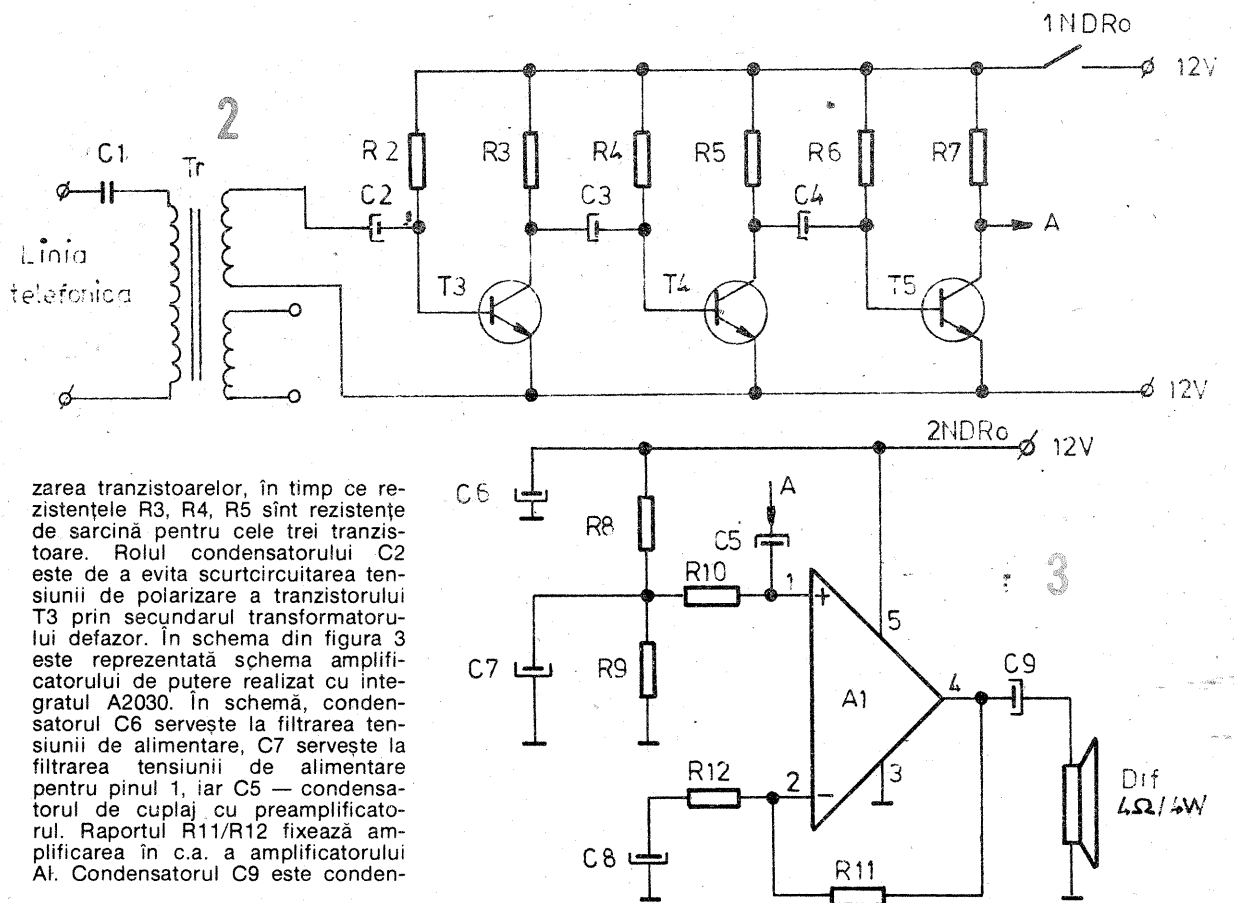 1NDRo
12V
2
C1
Tr
R2
R3
R4
R5
R6
R7
C2
C3
C4
A
Linia
telefonica
T3
T4
T5
12V
2NDRo
12V
zarea tranzistoarelor, în timp ce re-
zistențele R3, R4, R5 sînt rezistențe
de sarcină pentru cele trei tranzis-
toare. Rolul condensatorului C2
este de a evita scurtcircuitarea ten-
siunii de polarizare a tranzistorului
T3 prin secundarul transformatoru-
lui defazor. În schema din figura 3
este reprezentată schema amplifi-
catorului de putere realizat cu inte-
gratul A2030. În schemă, conden-
satorul C6 servește la filtrarea ten-
siunii de alimentare, C7 servește la
filtrarea tensiunii de alimentare
pentru pinul 1, iar C5 — condensa-
torul de cuplaj cu preamplificato-
rul. Raportul R11/R12 fixează am-
plificarea în c.a. a amplificatorului
AI. Condensatorul C9 este conden-
C6
R8
A
C5
3
R10
1
+
5
C7
R9
A1
4
C9
R12
2
−
3
Dif
4Ω/4W
C8
R11